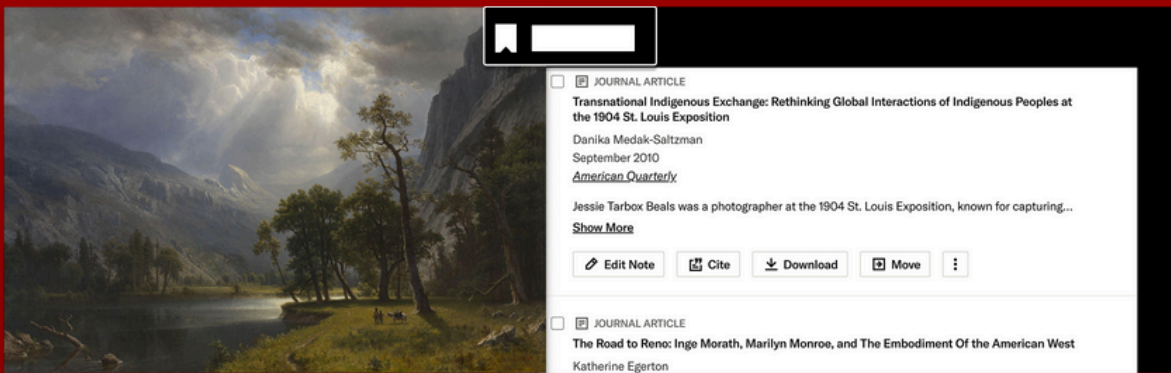 JOURNAL ARTICLE
Transnational Indigenous Exchange: Rethinking Global Interactions of Indigenous Peoples at
the 1904 St. Louis Exposition
Danika Medak-Saltzman
September 2010
American Quarterly
Jessie Tarbox Beals was a photographer at the 1904 St. Louis Exposition, known for capturing...
Show More
Edit Note Cite Download Move
JOURNAL ARTICLE
The Road to Reno: Inge Morath, Marilyn Monroe, and The Embodiment Of the American West
Katherine Egerton